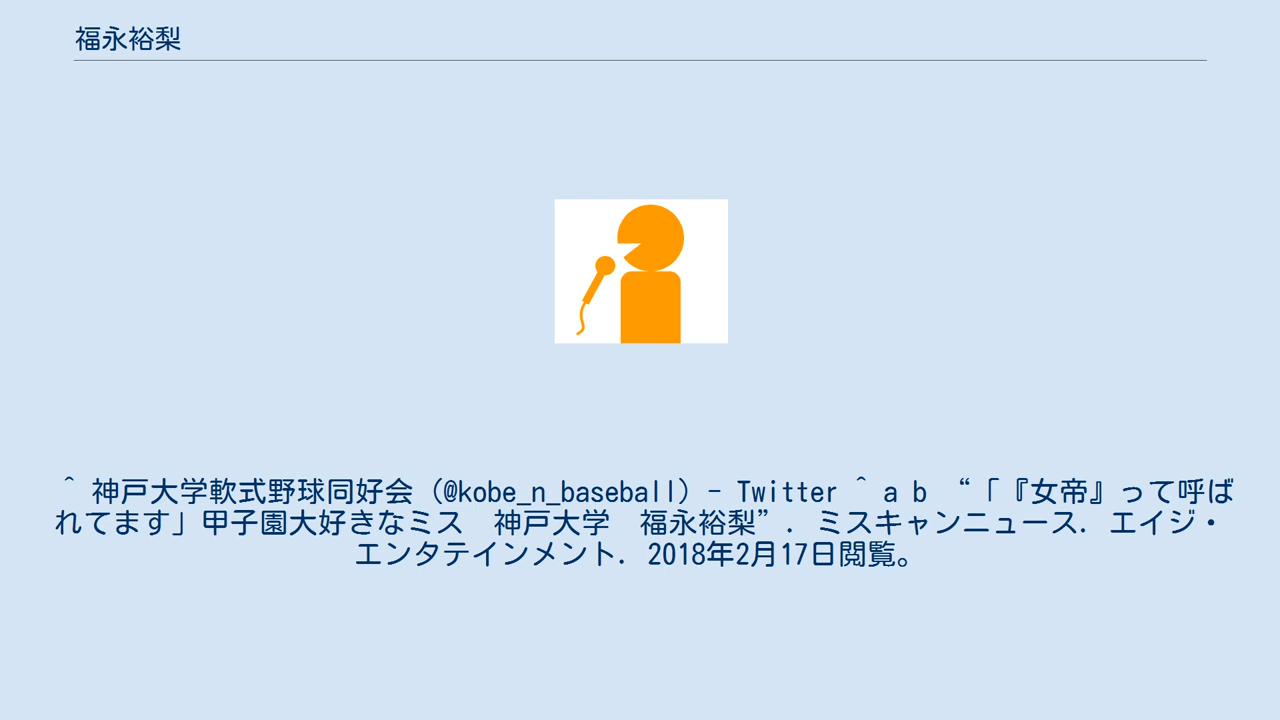 福永裕梨
^ 神戸大学軟式野球同好会（@kobe_n_baseball）- Twitter ^ a b “「『女帝』って呼ば
れてます」甲子園大好きなミス　神戸大学　福永裕梨”. ミスキャンニュース. エイジ・
エンタテインメント. 2018年2月17日閲覧。